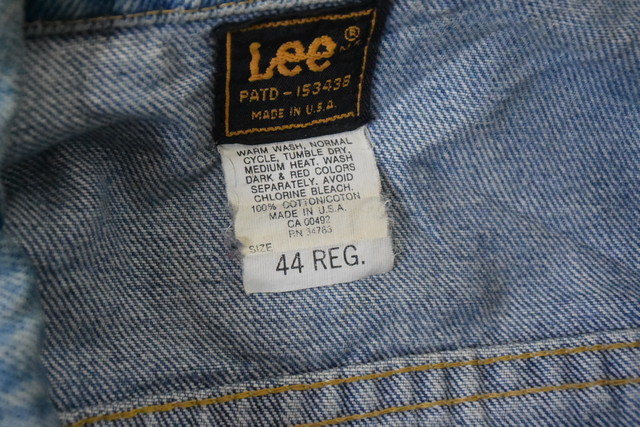 Lee®
M.R.
PATD-153438
MADE IN U.S.A.
WARM WASH, NORMAL
CYCLE, TUMBLE DRY,
MEDIUM HEAT. WASH
DARK & RED COLORS
SEPARATELY. AVOID
CHLORINE BLEACH.
100% COTTON/COTON
MADE IN U.S.A.
CA 00492
RN 34783
SIZE
44 REG.